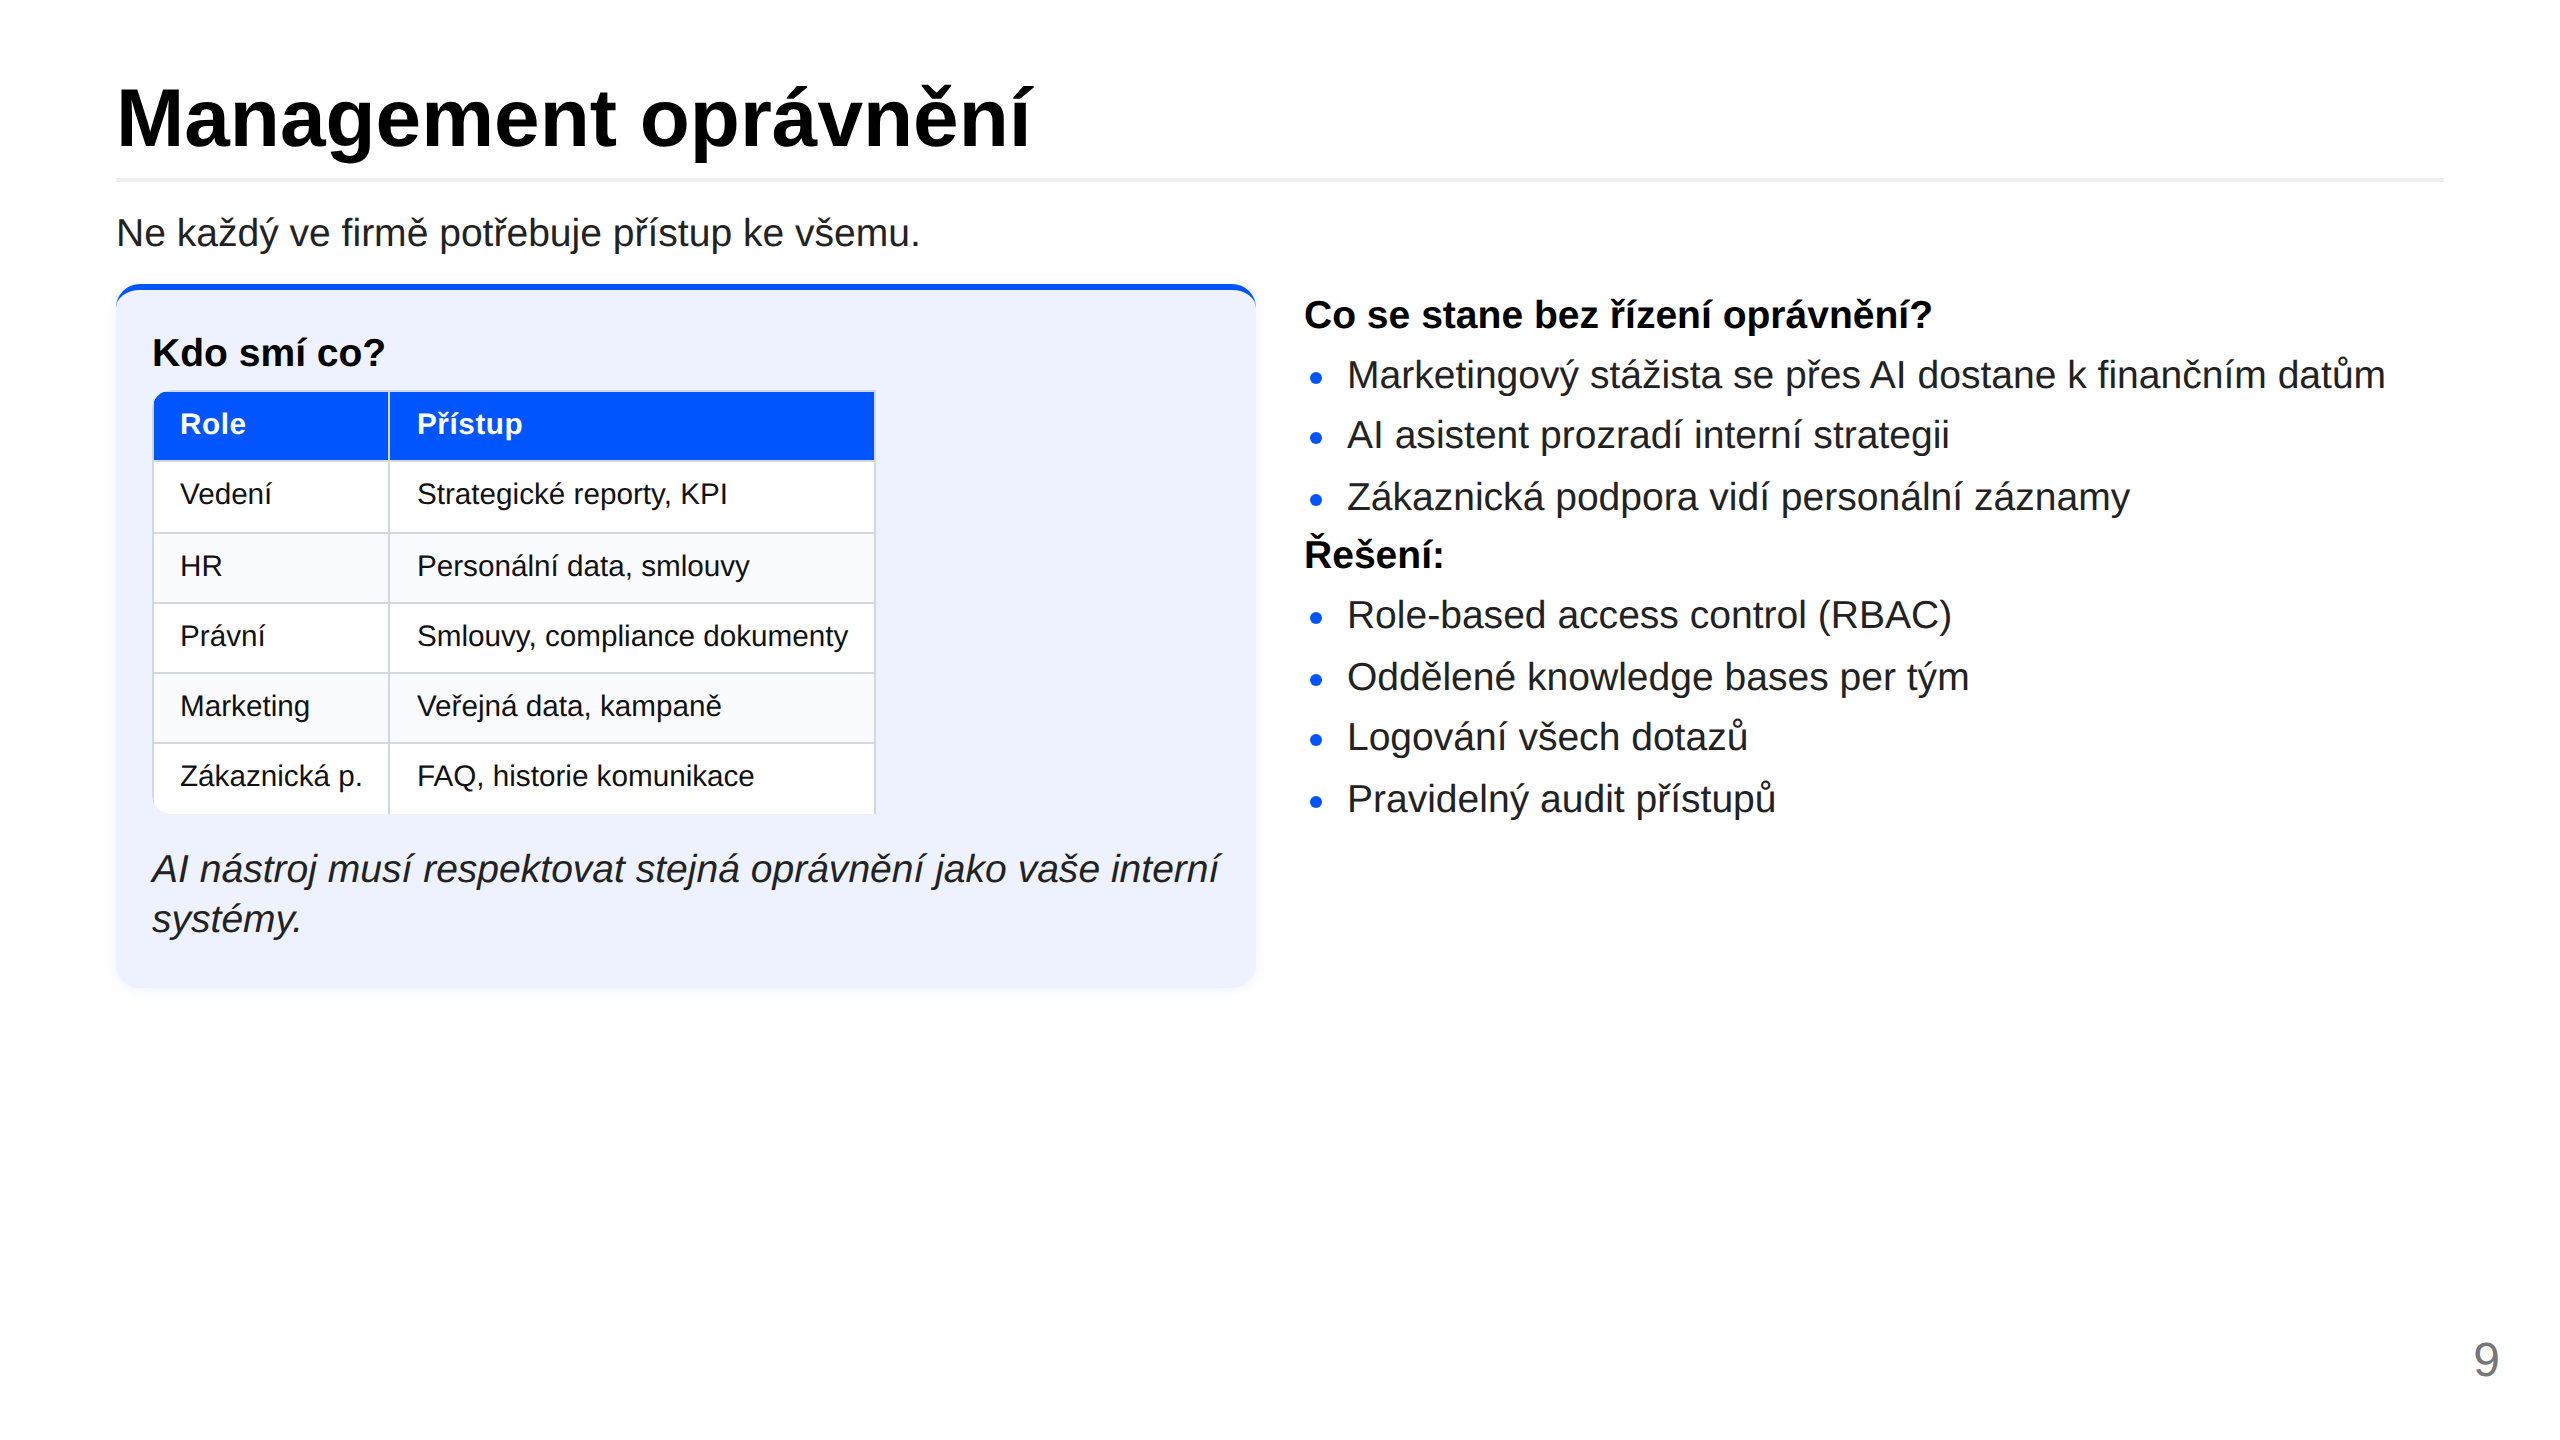 Management oprávnění
Ne každý ve firmě potřebuje přístup ke všemu.
Kdo smí co?
Role Přístup
Vedení Strategické reporty, KPI
HR Personální data, smlouvy
Právní Smlouvy, compliance dokumenty
Marketing Veřejná data, kampaně
Zákaznická p. FAQ, historie komunikace
AI nástroj musí respektovat stejná oprávnění jako vaše interní
systémy.
Co se stane bez řízení oprávnění?
Marketingový stážista se přes AI dostane k finančním datům
AI asistent prozradí interní strategii
Zákaznická podpora vidí personální záznamy
Řešení:
Role-based access control (RBAC)
Oddělené knowledge bases per tým
Logování všech dotazů
Pravidelný audit přístupů
9